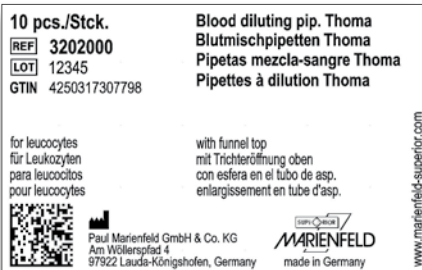 10 pcs./Stck.
REF 3202000
LOT 12345
GTIN 4250317307798
Blood diluting pip. Thoma
Blutmischpipetten Thoma
Pipetas mezcla-sangre Thoma
Pipettes à dilution Thoma
for leucocytes
für Leukozyten
para leucocitos
pour leucocytes
with funnel top
mit Trichteröffnung oben
con esfera en el tubo de asp.
enlargissement en tube d'asp.
Paul Marienfeld GmbH & Co. KG
Am Wöllerspfad 4
97922 Lauda-Königshofen, Germany
SUPERIOR
MARIENFELD
made in Germany
www.marienfeld-superior.com